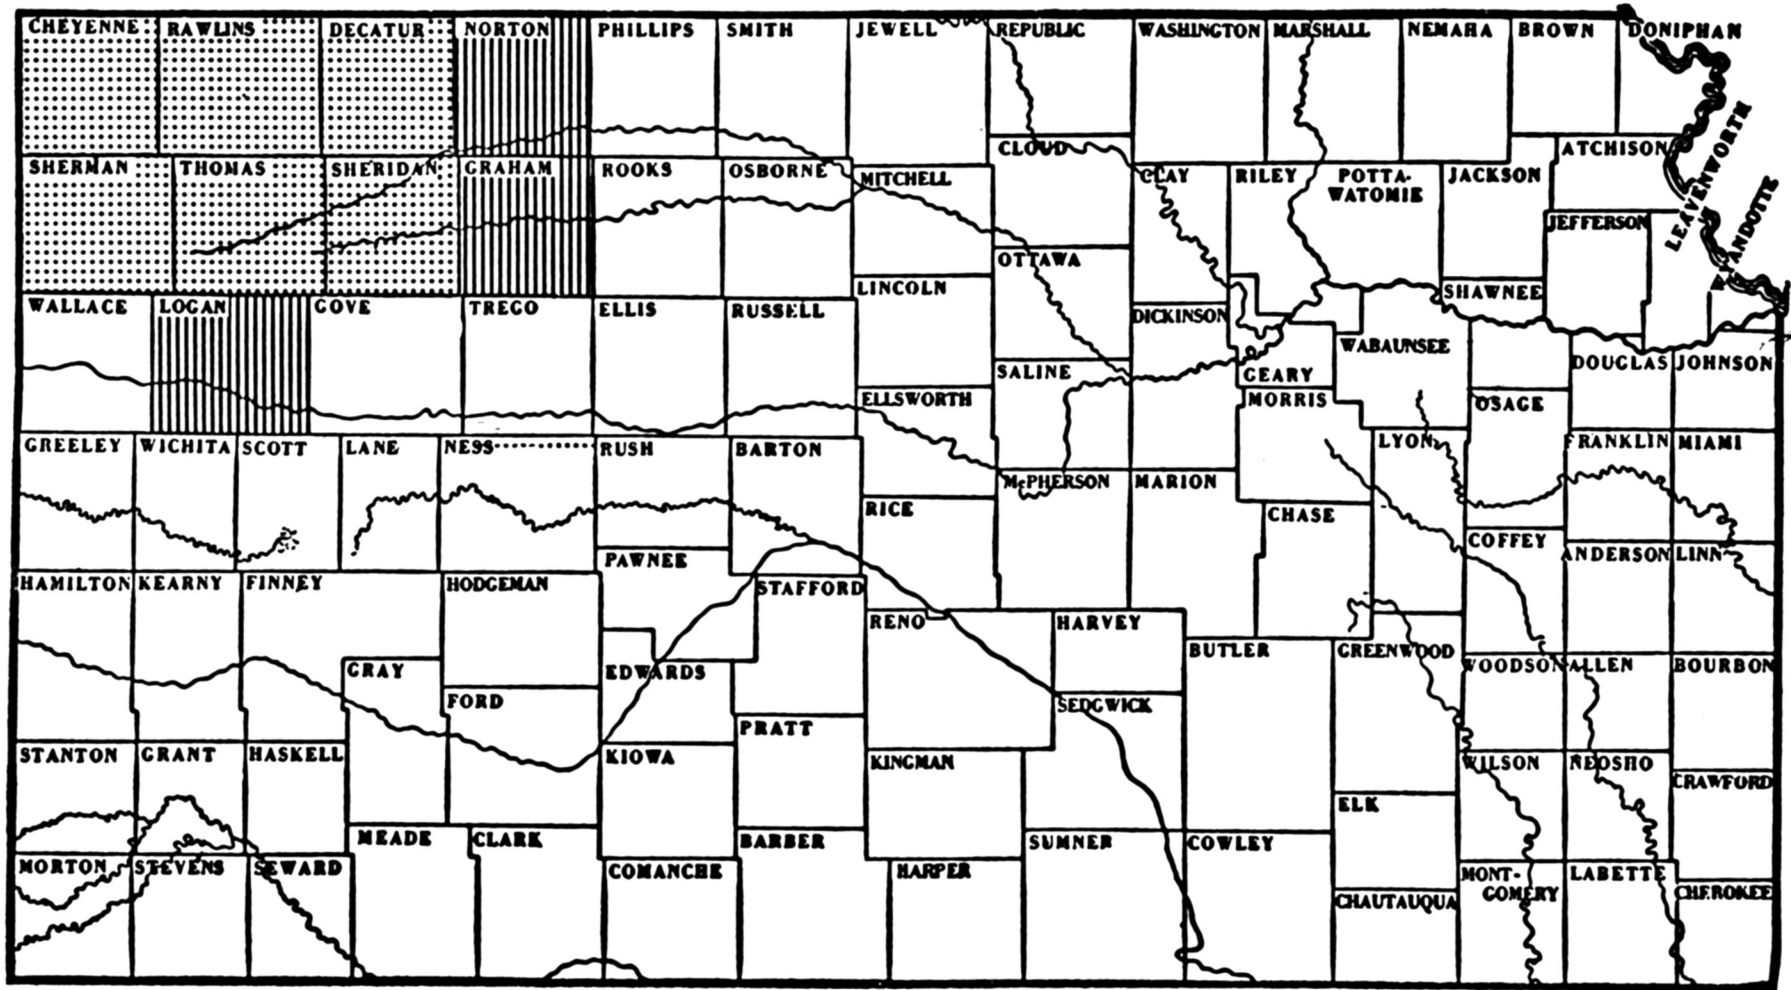 CHEYENNE RAWLINS DECATUR NORTON PHILLIPS SMITH JEWELL REPUBLIC WASHINGTON MARSHALL NEMAHA BROWN DONIPHAN
SHERMAN THOMAS SHERIDAN GRAHAM ROOKS OSBORNE MITCHELL CLOUD CLAY RILEY POTTA-
WATOMIE JACKSON ATCHISON
JEFFERSON LEAVENWORTH WYANDOTTE
WALLACE LOGAN GOVE TREGO ELLIS RUSSELL LINCOLN OTTAWA DICKINSON GEARY WABAUNSEE SHAWNEE DOUGLAS JOHNSON
ELLSWORTH SALINE MORRIS OSAGE
GREELEY WICHITA SCOTT LANE NESS RUSH BARTON RICE McPHERSON MARION CHASE LYON FRANKLIN MIAMI
PAWNEE COFFEY ANDERSON LINN
HAMILTON KEARNY FINNEY HODGEMAN STAFFORD RENO HARVEY BUTLER GREENWOOD WOODSON ALLEN BOURBON
GRAY FORD EDWARDS PRATT SEDGWICK
STANTON GRANT HASKELL KIOWA KINGMAN WILSON NEOSHO CRAWFORD
MEADE CLARK BARBER SUMNER COWLEY ELK
MORTON STEVENS SEWARD COMANCHE HARPER CHAUTAUQUA MONT-
GOMERY LABETTE CHEROKEE